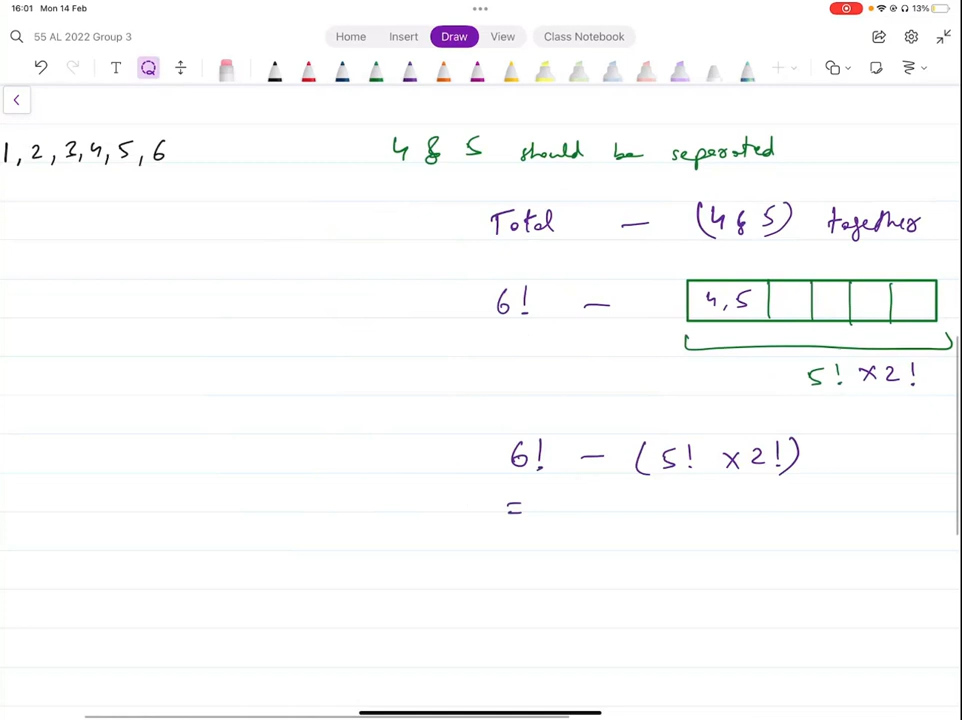 16:01 Mon 14 Feb
13%
55 AL 2022 Group 3
Home Insert Draw View Class Notebook
1, 2, 3, 4, 5, 6
4 & 5 should be seperated
Total — (4 & 5) together
6! — 4, 5
5! × 2!
6! — (5! × 2!)
=